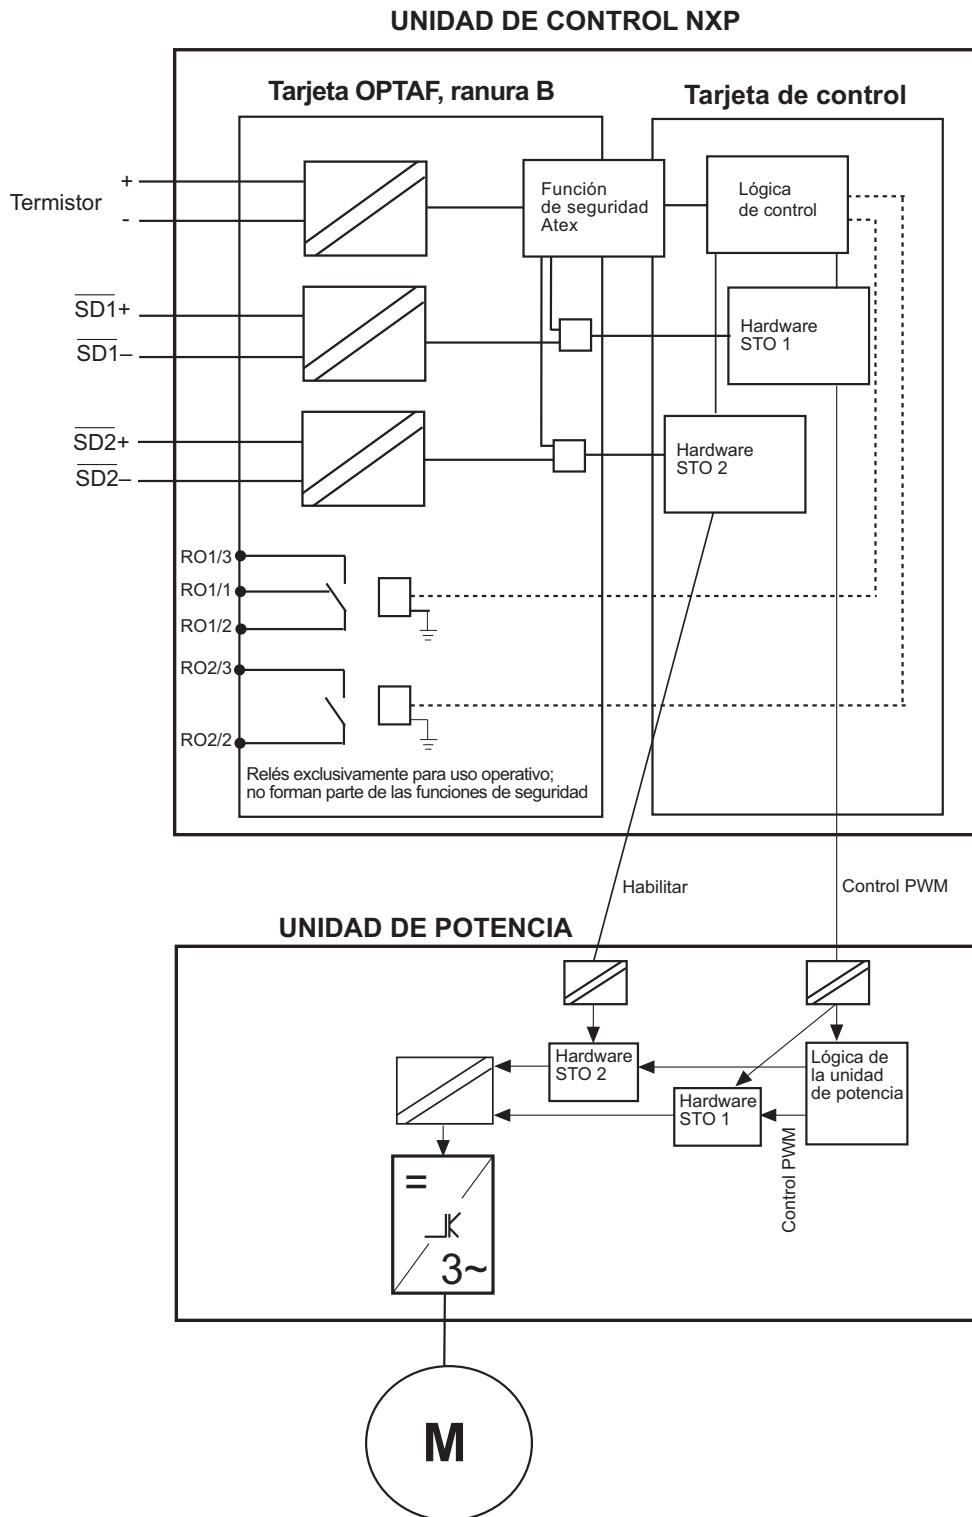 UNIDAD DE CONTROL NXP
Tarjeta OPTAF, ranura B
Tarjeta de control
Termistor
+
-
Función
de seguridad
Atex
Lógica
de control
SD1+
SD1–
Hardware
STO 1
SD2+
SD2–
Hardware
STO 2
RO1/3
RO1/1
RO1/2
RO2/3
RO2/2
Relés exclusivamente para uso operativo;
no forman parte de las funciones de seguridad
Habilitar
Control PWM
UNIDAD DE POTENCIA
Hardware
STO 2
Hardware
STO 1
Lógica de
la unidad
de potencia
Control PWM
=
3~
M